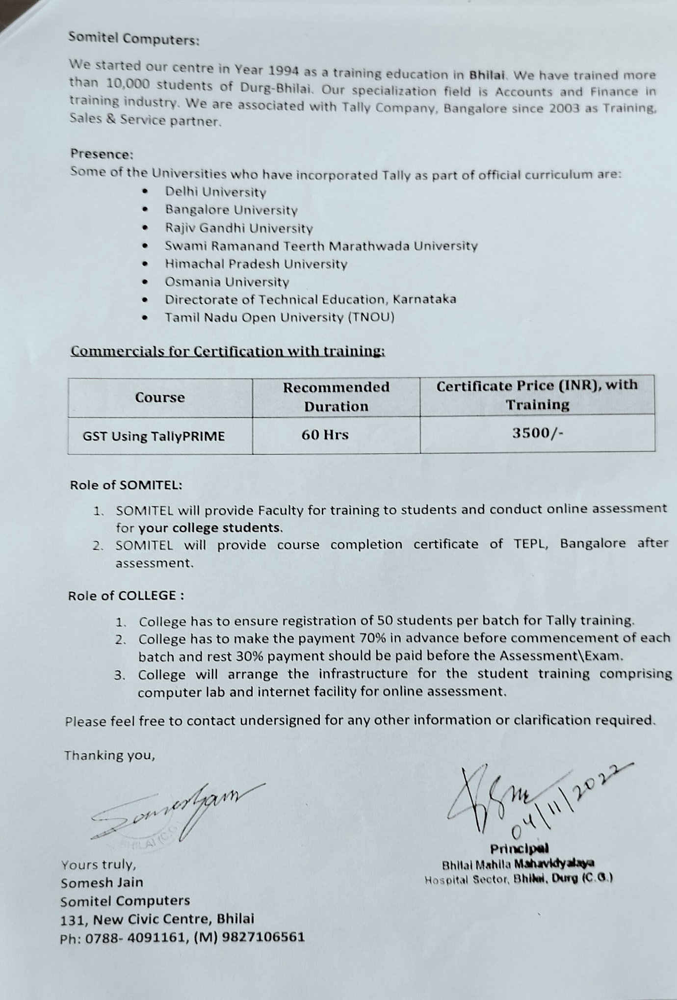 Somitel Computers:
We started our centre in Year 1994 as a training education in Bhilai. We have trained more
than 10,000 students of Durg-Bhilai. Our specialization field is Accounts and Finance in
training industry. We are associated with Tally Company, Bangalore since 2003 as Training,
Sales & Service partner.
Presence:
Some of the Universities who have incorporated Tally as part of official curriculum are:
• Delhi University
• Bangalore University
• Rajiv Gandhi University
• Swami Ramanand Teerth Marathwada University
• Himachal Pradesh University
• Osmania University
• Directorate of Technical Education, Karnataka
• Tamil Nadu Open University (TNOU)
Commercials for Certification with training:
Course
Recommended
Duration
Certificate Price (INR), with
Training
GST Using TallyPRIME
60 Hrs
3500/-
Role of SOMITEL:
1. SOMITEL will provide Faculty for training to students and conduct online assessment
for your college students.
2. SOMITEL will provide course completion certificate of TEPL, Bangalore after
assessment.
Role of COLLEGE :
1. College has to ensure registration of 50 students per batch for Tally training.
2. College has to make the payment 70% in advance before commencement of each
batch and rest 30% payment should be paid before the Assessment\Exam.
3. College will arrange the infrastructure for the student training comprising
computer lab and internet facility for online assessment.
Please feel free to contact undersigned for any other information or clarification required.
Thanking you,
04/11/2022
BHILAI (C.G
Principal
Bhilai Mahila Mahavidyalaya
Hospital Sector, Bhilai, Durg (C.G.)
Yours truly,
Somesh Jain
Somitel Computers
131, New Civic Centre, Bhilai
Ph: 0788- 4091161, (M) 9827106561